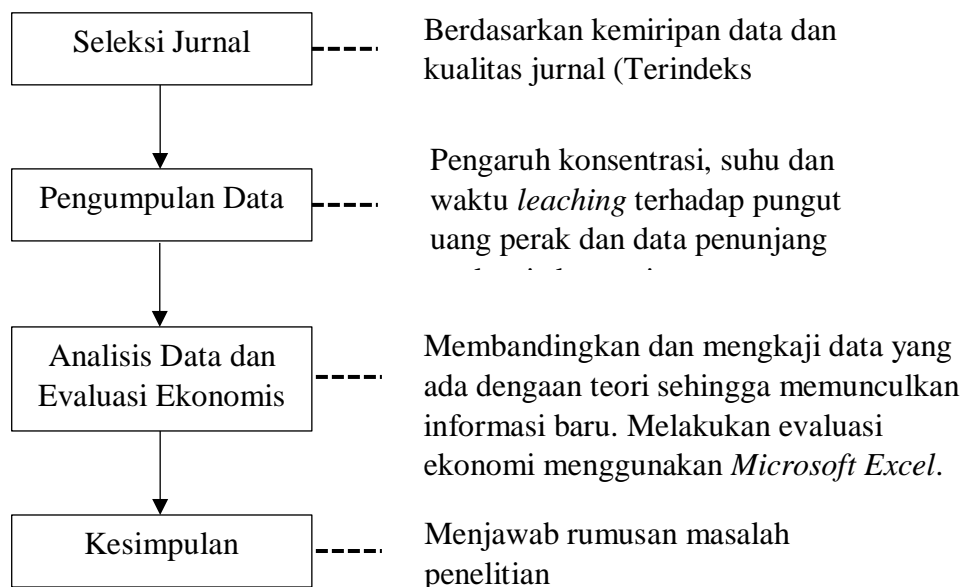 Seleksi Jurnal
Berdasarkan kemiripan data dan
kualitas jurnal (Terindeks
Pengumpulan Data
Pengaruh konsentrasi, suhu dan
waktu leaching terhadap pungut
uang perak dan data penunjang
Analisis Data dan
Evaluasi Ekonomis
Membandingkan dan mengkaji data yang
ada dengaan teori sehingga memunculkan
informasi baru. Melakukan evaluasi
ekonomi menggunakan Microsoft Excel.
Kesimpulan
Menjawab rumusan masalah
penelitian